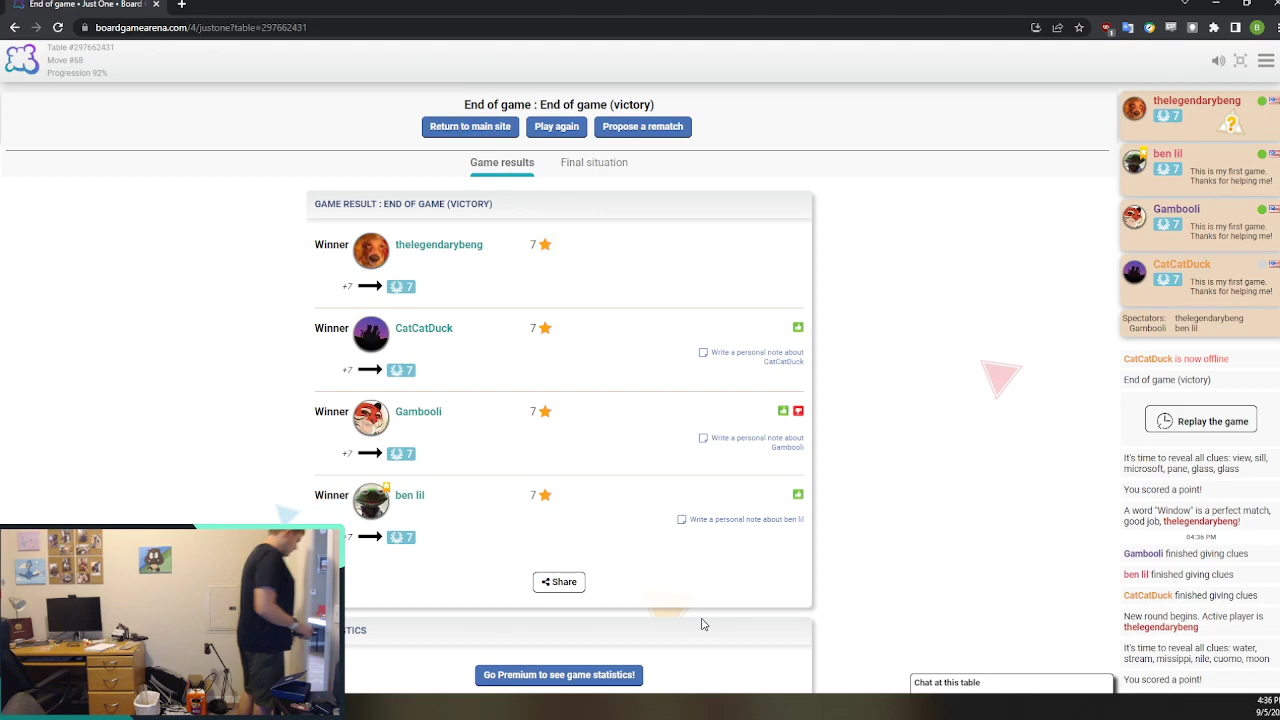 End of game • Just One • Board
boardgamearena.com/4/justone?table=297662431
Table #297662431
Move #68
Progression 92%
End of game : End of game (victory)
Return to main site
Play again
Propose a rematch
Game results
Final situation
GAME RESULT : END OF GAME (VICTORY)
Winner thelegendarybeng 7
+7 7
Winner CatCatDuck 7
Write a personal note about
CatCatDuck
+7 7
Winner Gambooli 7
Write a personal note about
Gambooli
+7 7
Winner ben lil 7
Write a personal note about ben lil
+7 7
Share
Go Premium to see game statistics!
thelegendarybeng
7
ben lil
7
This is my first game.
Thanks for helping me!
Gambooli
7
This is my first game.
Thanks for helping me!
CatCatDuck
7
This is my first game.
Thanks for helping me!
Spectators: thelegendarybeng
Gambooli ben lil
CatCatDuck is now offline
End of game (victory)
Replay the game
It's time to reveal all clues: view, sill,
microsoft, pane, glass, glass
You scored a point!
A word "Window" is a perfect match,
good job, thelegendarybeng!
04:36 PM
Gambooli finished giving clues
ben lil finished giving clues
CatCatDuck finished giving clues
New round begins. Active player is
thelegendarybeng
It's time to reveal all clues: water,
stream, missippi, nile, cuomo, moon
You scored a point!
Chat at this table
4:36 P
9/5/20